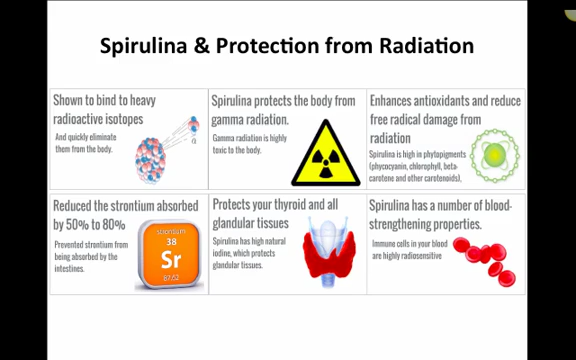 Spirulina & Protection from Radiation
Shown to bind to heavy
radioactive isotopes
And quickly eliminate
them from the body.
α
Spirulina protects the body from
gamma radiation.
Gamma radiation is highly
toxic to the body.
Enhances antioxidants and reduce
free radical damage from
radiation
Spirulina is high in phytopigments
(phycocyanin, chlorophyll, beta-
carotene and other carotenoids),
Reduced the strontium absorbed
by 50% to 80%
Prevented strontium from
being absorbed by the
intestines.
strontium
38
Sr
87.62
Protects your thyroid and all
glandular tissues
Spirulina has high natural
iodine, which protects
glandular tissues.
Spirulina has a number of blood-
strengthening properties.
Immune cells in your blood
are highly radiosensitive